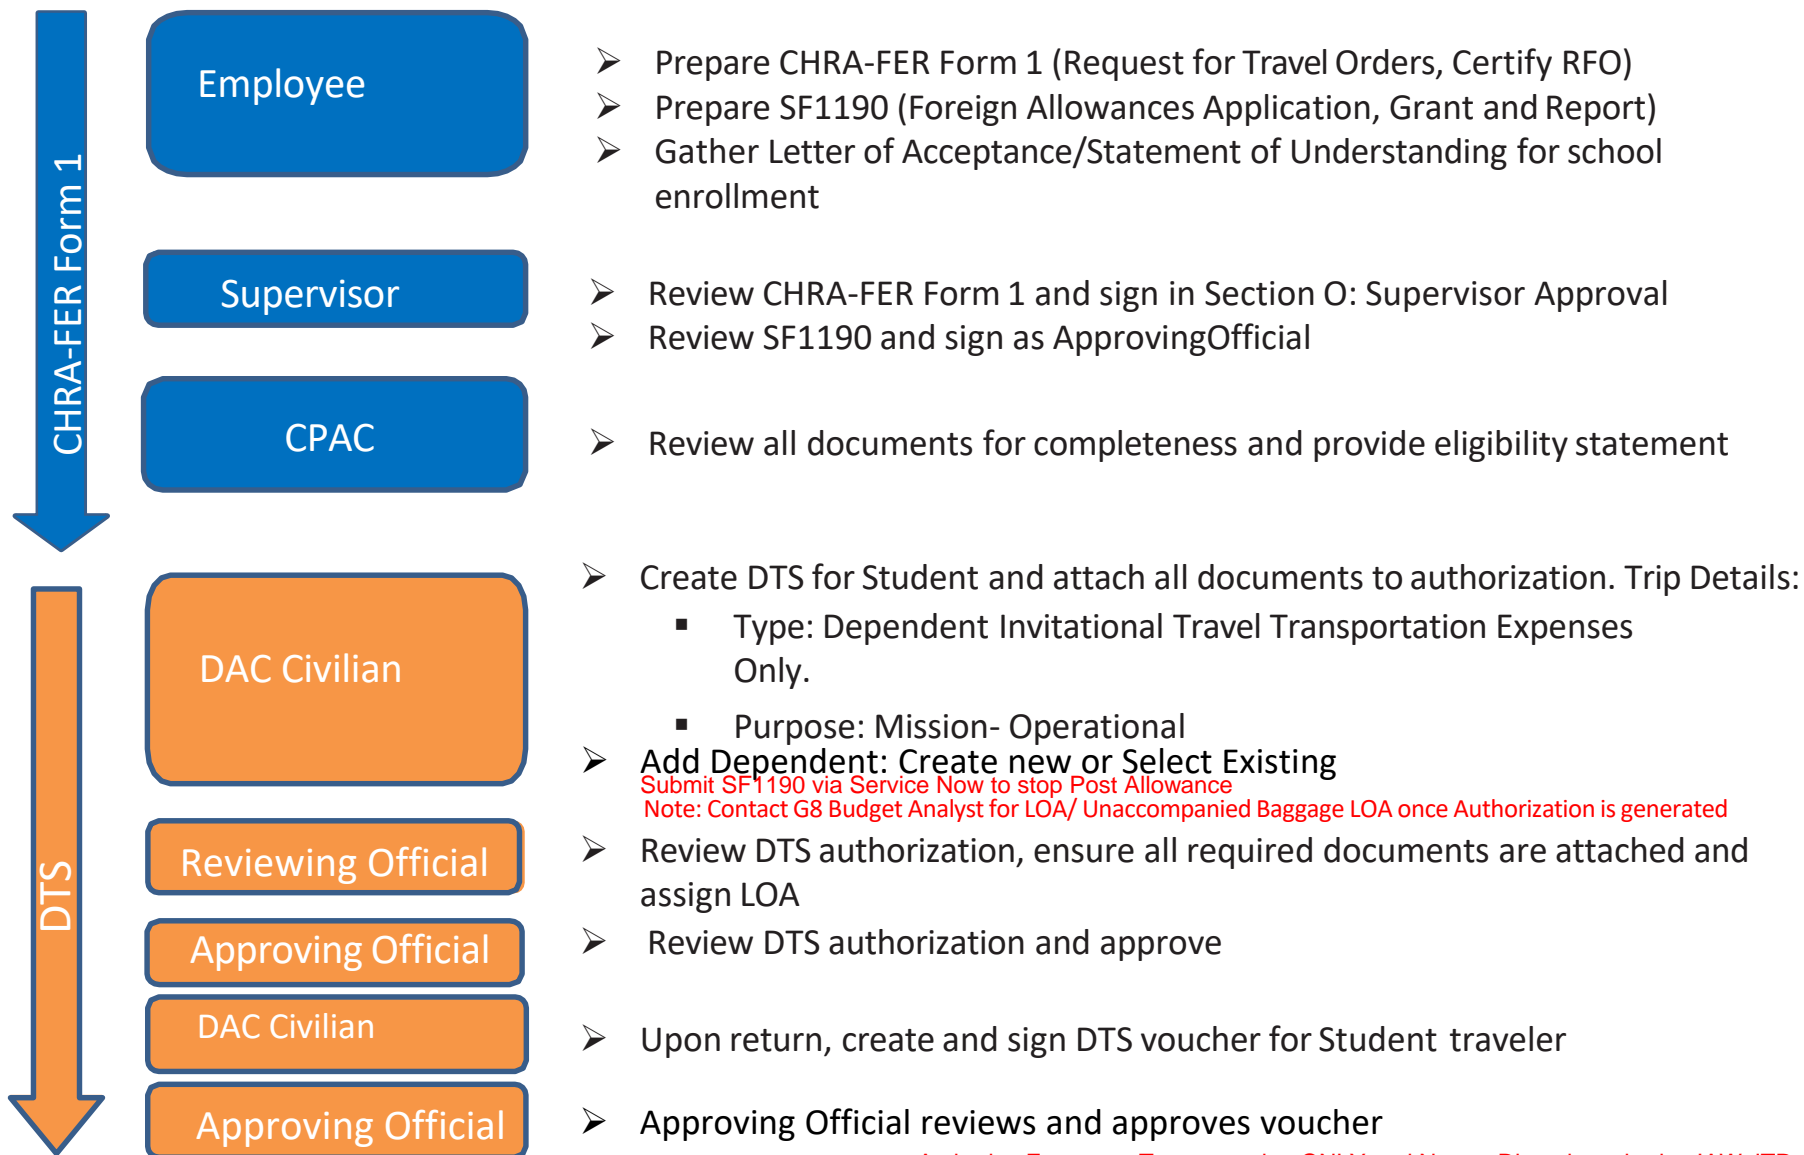 CHRA-FER Form 1
Employee
➢ Prepare CHRA-FER Form 1 (Request for Travel Orders, Certify RFO)
➢ Prepare SF1190 (Foreign Allowances Application, Grant and Report)
➢ Gather Letter of Acceptance/Statement of Understanding for school
enrollment
Supervisor
➢ Review CHRA-FER Form 1 and sign in Section O: Supervisor Approval
➢ Review SF1190 and sign as ApprovingOfficial
CPAC
➢ Review all documents for completeness and provide eligibility statement
DTS
DAC Civilian
➢ Create DTS for Student and attach all documents to authorization. Trip Details:
▪ Type: Dependent Invitational Travel Transportation Expenses
Only.
▪ Purpose: Mission- Operational
➢ Add Dependent: Create new or Select Existing
Submit SF1190 via Service Now to stop Post Allowance
Note: Contact G8 Budget Analyst for LOA/ Unaccompanied Baggage LOA once Authorization is generated
Reviewing Official
➢ Review DTS authorization, ensure all required documents are attached and
assign LOA
Approving Official
➢ Review DTS authorization and approve
DAC Civilian
➢ Upon return, create and sign DTS voucher for Student traveler
Approving Official
➢ Approving Official reviews and approves voucher